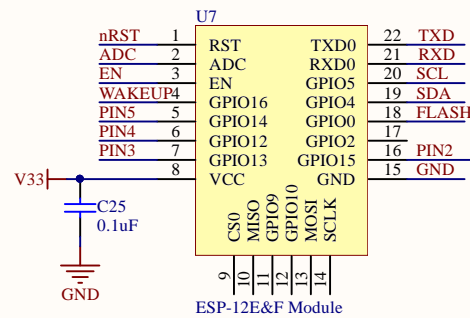 U7
nRST 1 RST TXD0 22 TXD
ADC 2 ADC RXD0 21 RXD
EN 3 EN GPIO5 20 SCL
WAKEUP 4 GPIO16 GPIO4 19 SDA
PIN5 5 GPIO14 GPIO0 18 FLASH
PIN4 6 GPIO12 GPIO2 17
PIN3 7 GPIO13 GPIO15 16 PIN2
V33 8 VCC GND 15 GND
C25
0.1uF
CS0 MISO GPIO9 GPIO10 MOSI SCLK
9 10 11 12 13 14
GND
ESP-12E&F Module